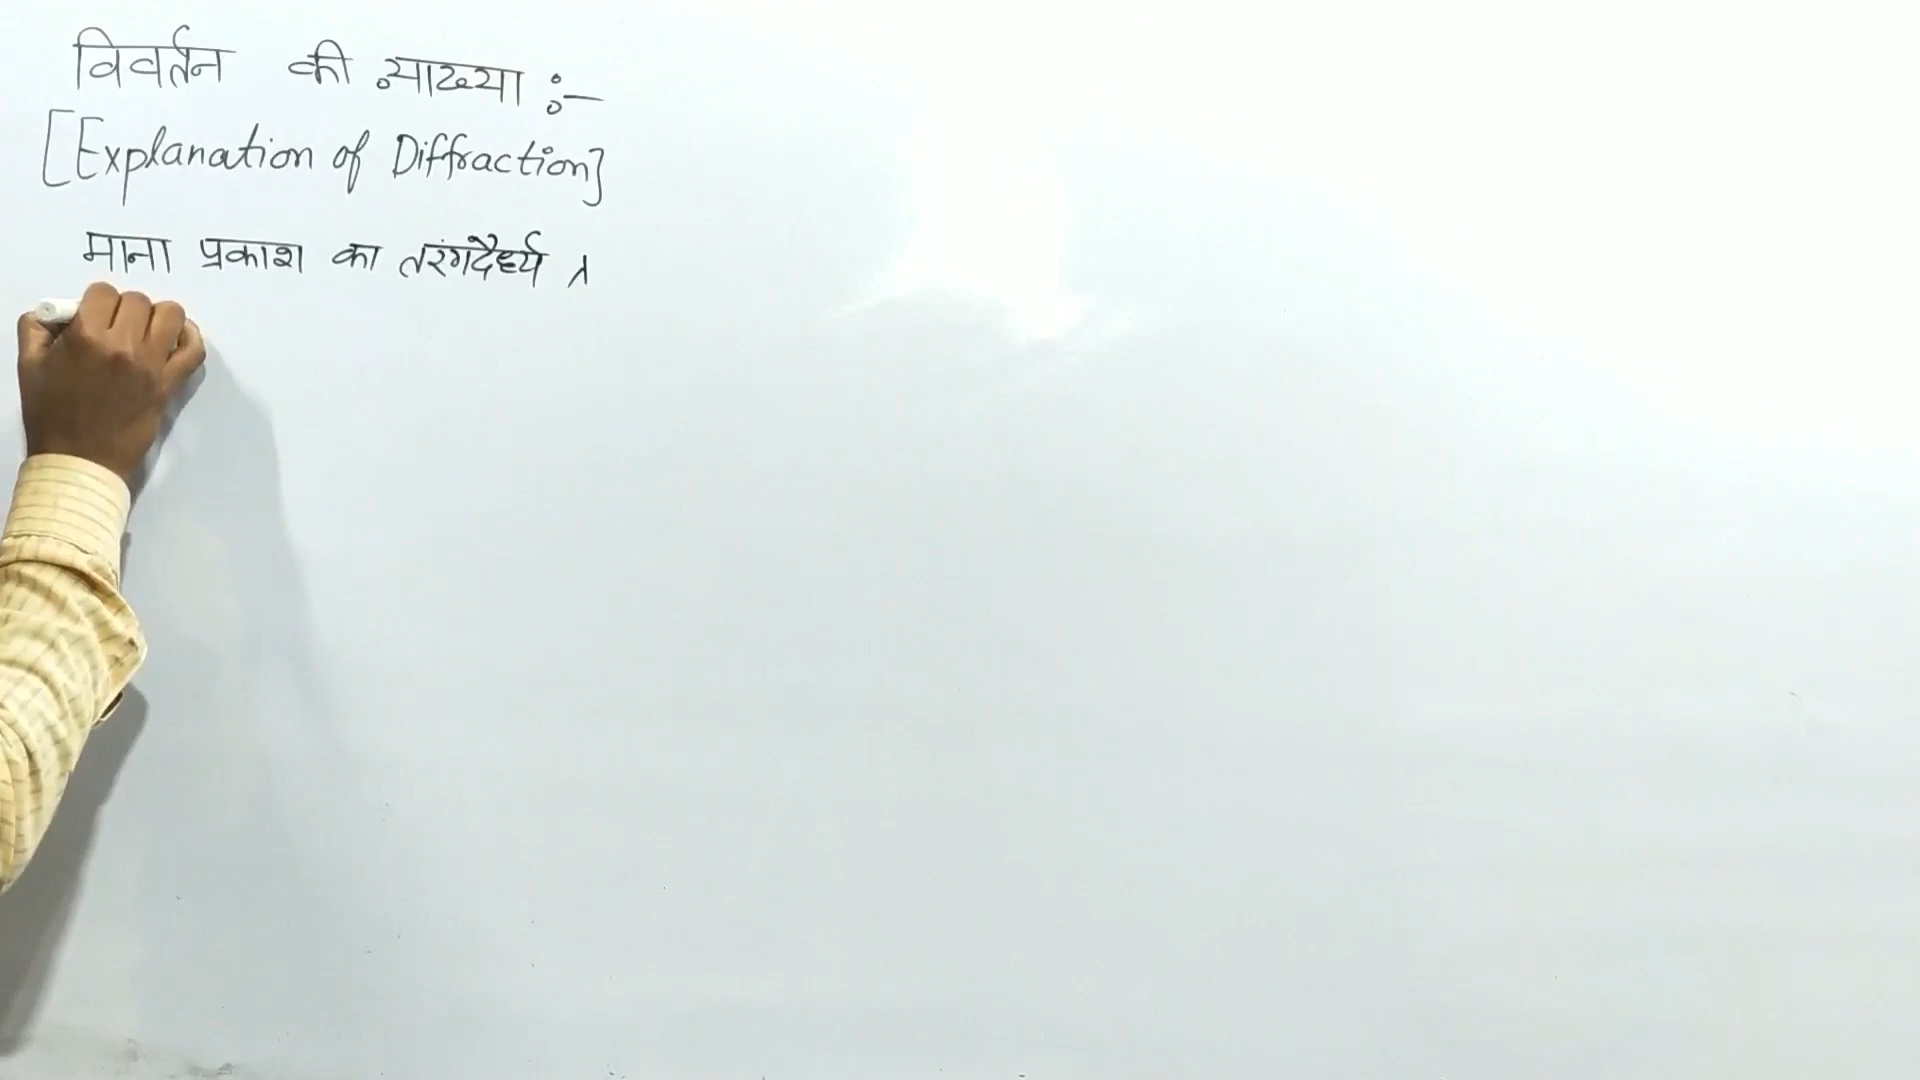 विवर्तन की व्याख्या :-
[Explanation of Diffraction]
माना प्रकाश का तरंगदैर्ध्य λ